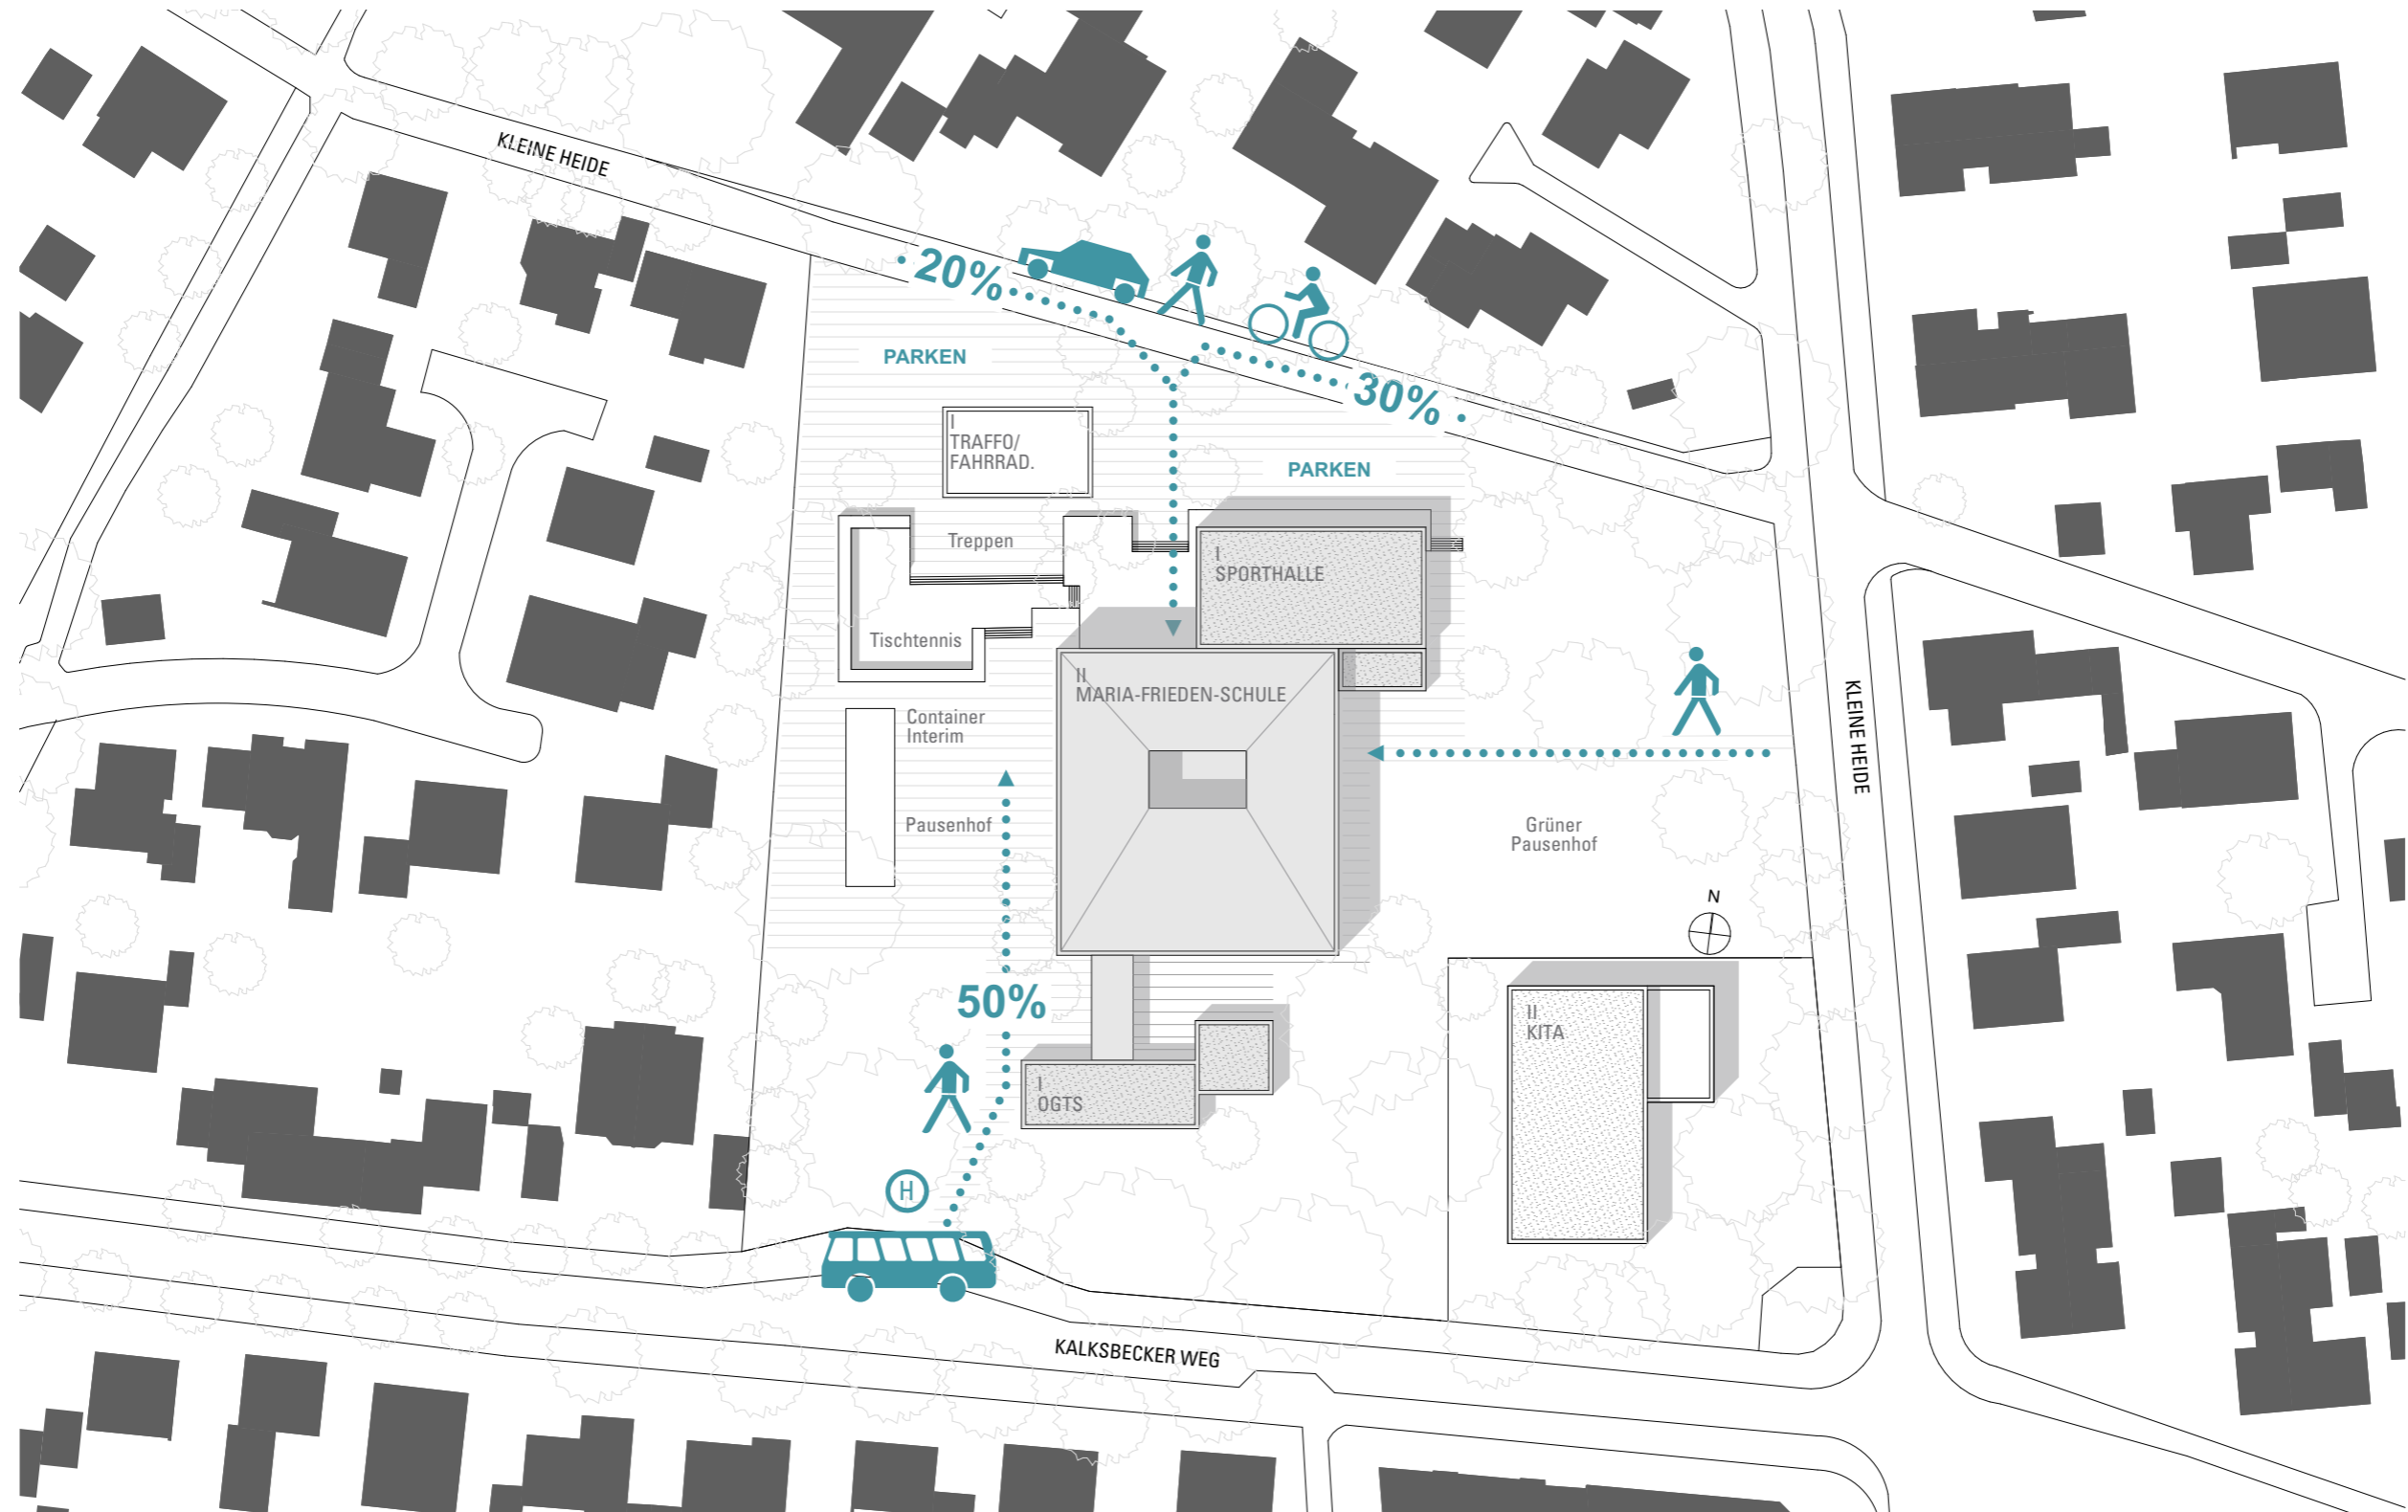 KLEINE HEIDE
20%
30%
PARKEN
PARKEN
I
TRAFFO/
FAHRRAD.
Treppen
I
SPORTHALLE
Tischtennis
II
MARIA-FRIEDEN-SCHULE
Container
Interim
Pausenhof
Grüner
Pausenhof
KLEINE HEIDE
N
50%
II
KITA
I
OGTS
H
KALKSBECKER WEG